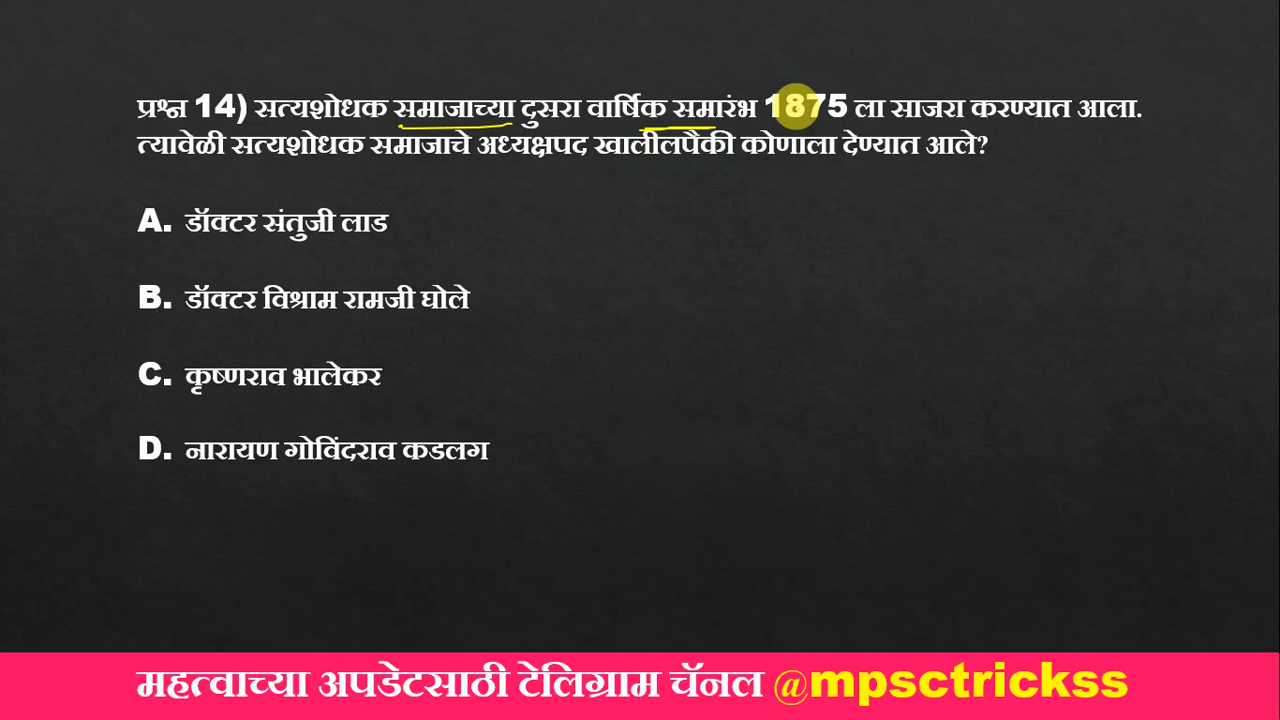 प्रश्न 14) सत्यशोधक समाजाच्या दुसरा वार्षिक समारंभ 1875 ला साजरा करण्यात आला.
त्यावेळी सत्यशोधक समाजाचे अध्यक्षपद खालीलपैकी कोणाला देण्यात आले?
A. डॉक्टर संतुजी लाड
B. डॉक्टर विश्राम रामजी घोले
C. कृष्णराव भालेकर
D. नारायण गोविंदराव कडलग
महत्वाच्या अपडेटसाठी टेलिग्राम चॅनल @mpsctrickss